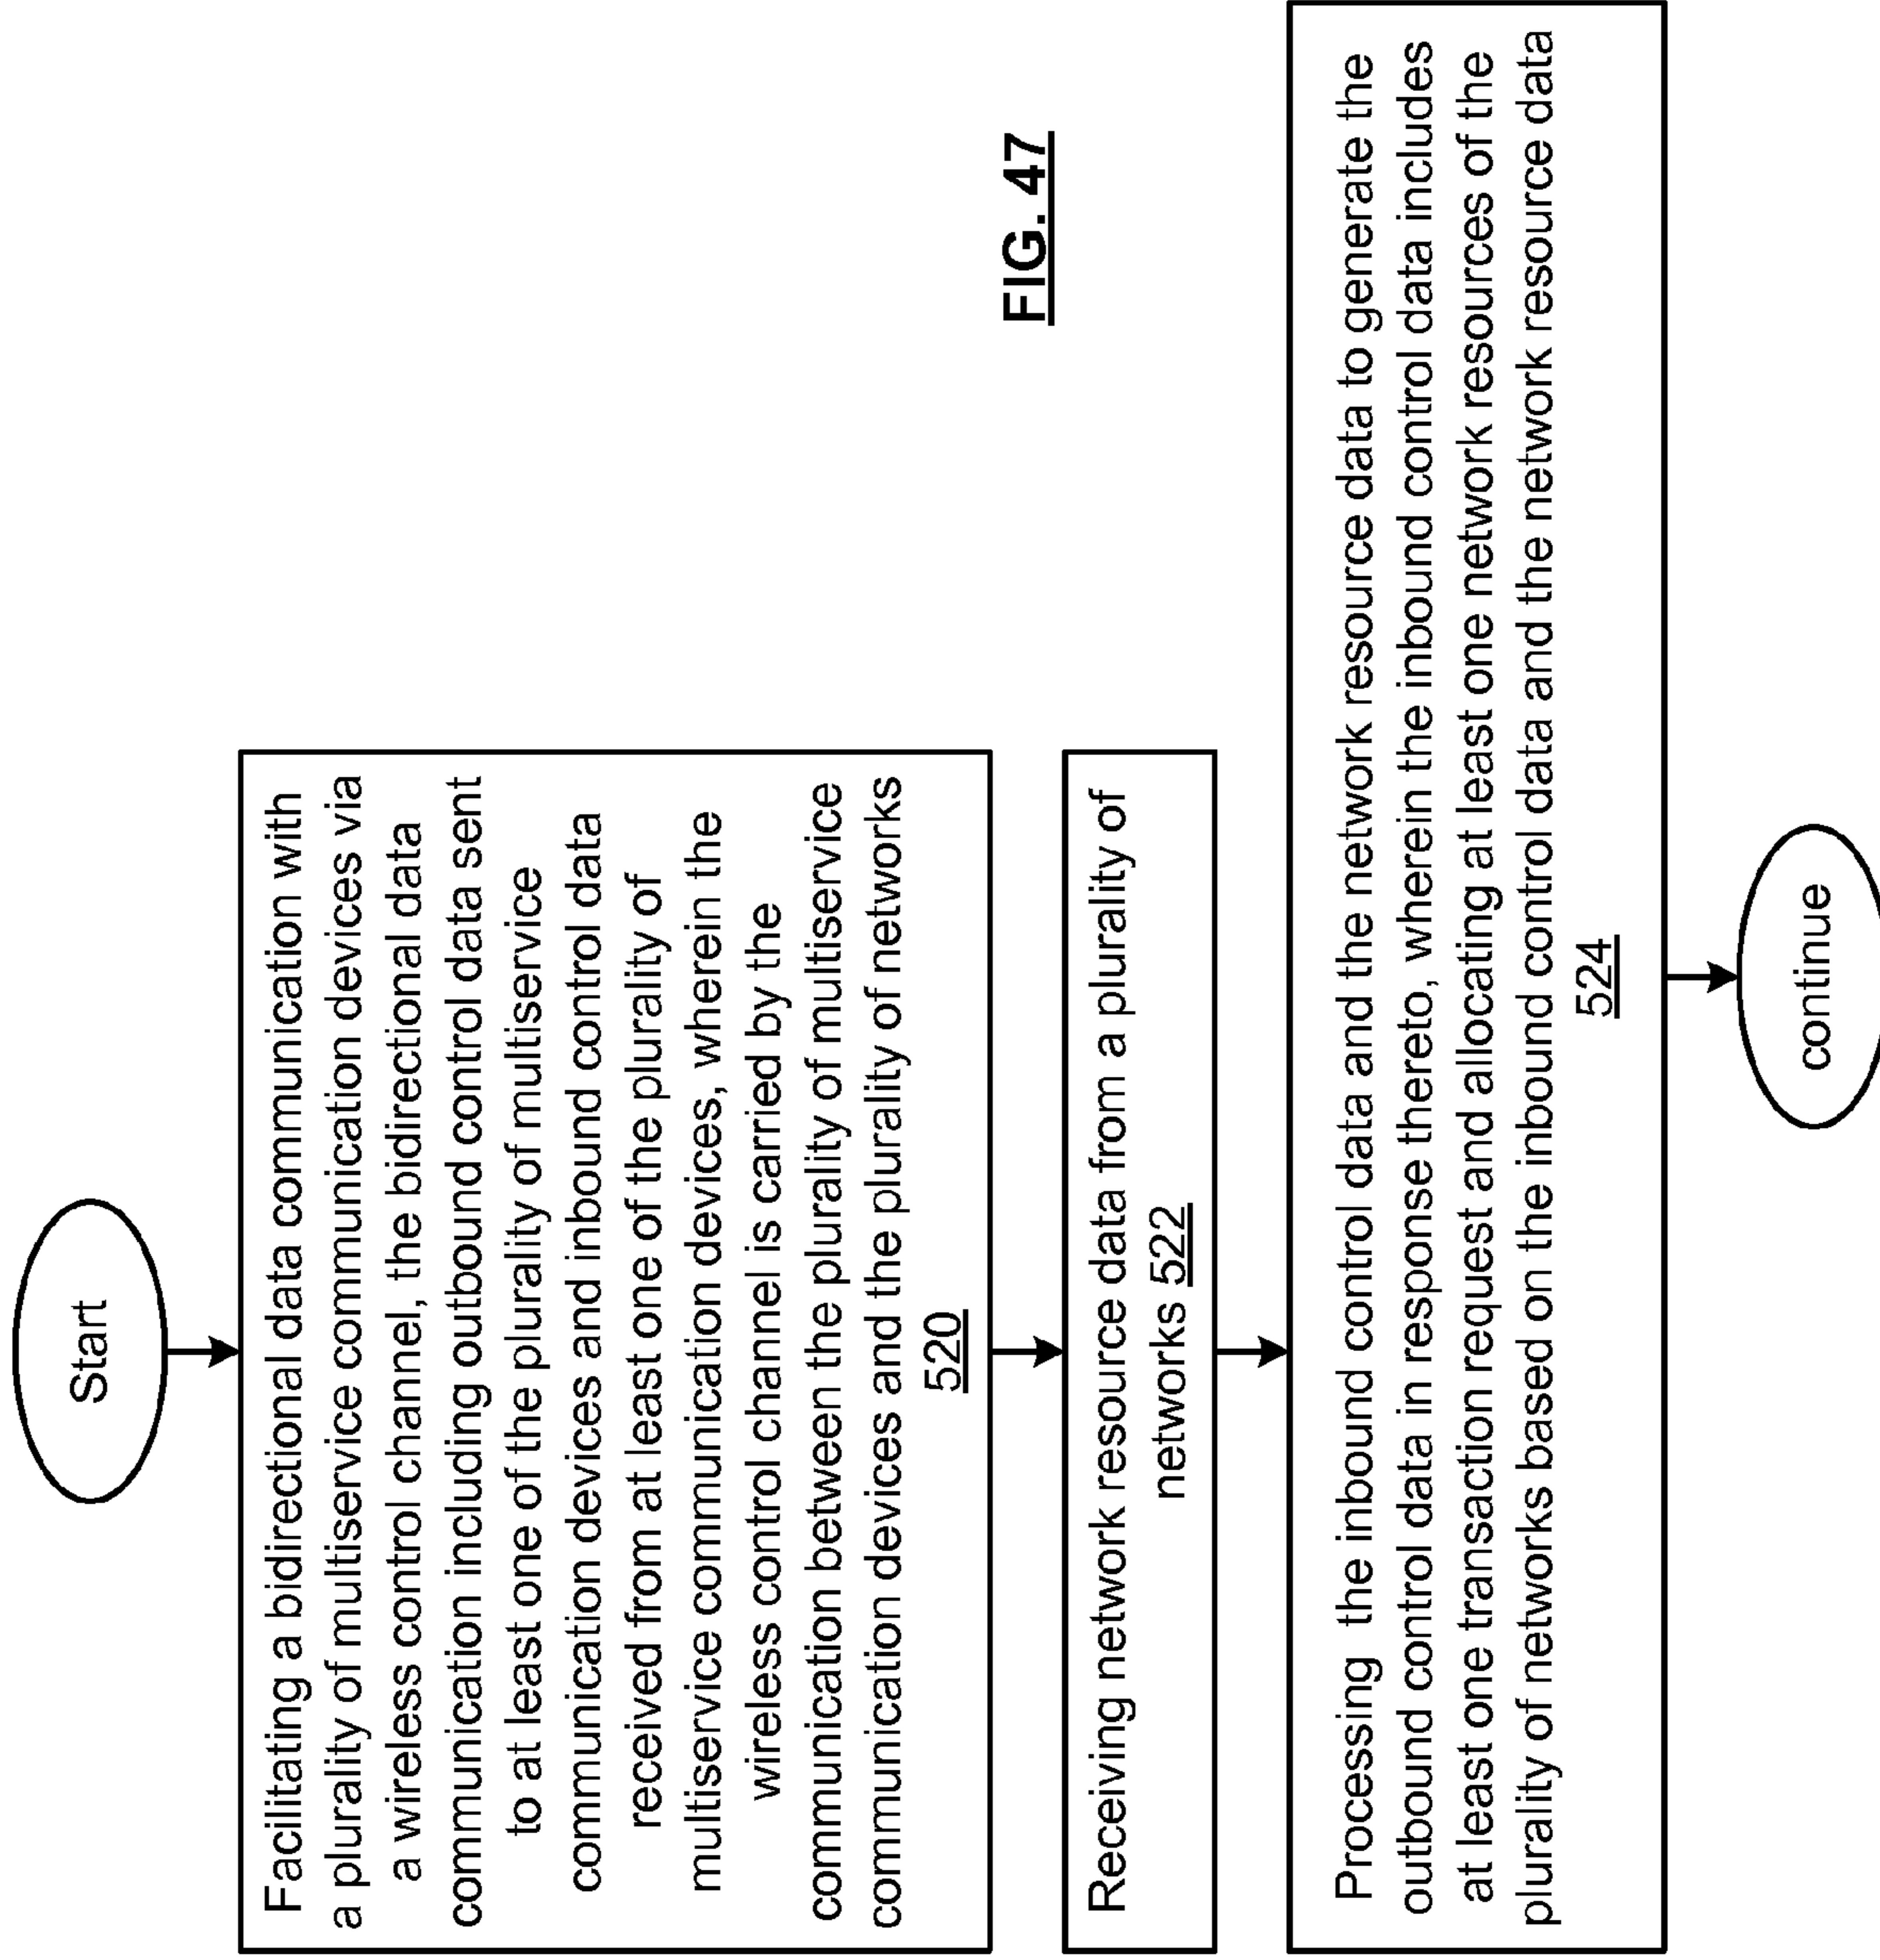 Start
Facilitating a bidirectional data communication with
a plurality of multiservice communication devices via
a wireless control channel, the bidirectional data
communication including outbound control data sent
to at least one of the plurality of multiservice
communication devices and inbound control data
received from at least one of the plurality of
multiservice communication devices, wherein the
wireless control channel is carried by the
communication between the plurality of multiservice
communication devices and the plurality of networks
520
Receiving network resource data from a plurality of
networks 522
FIG. 47
Processing the inbound control data and the network resource data to generate the
outbound control data in response thereto, wherein the inbound control data includes
at least one transaction request and allocating at least one network resources of the
plurality of networks based on the inbound control data and the network resource data
524
continue